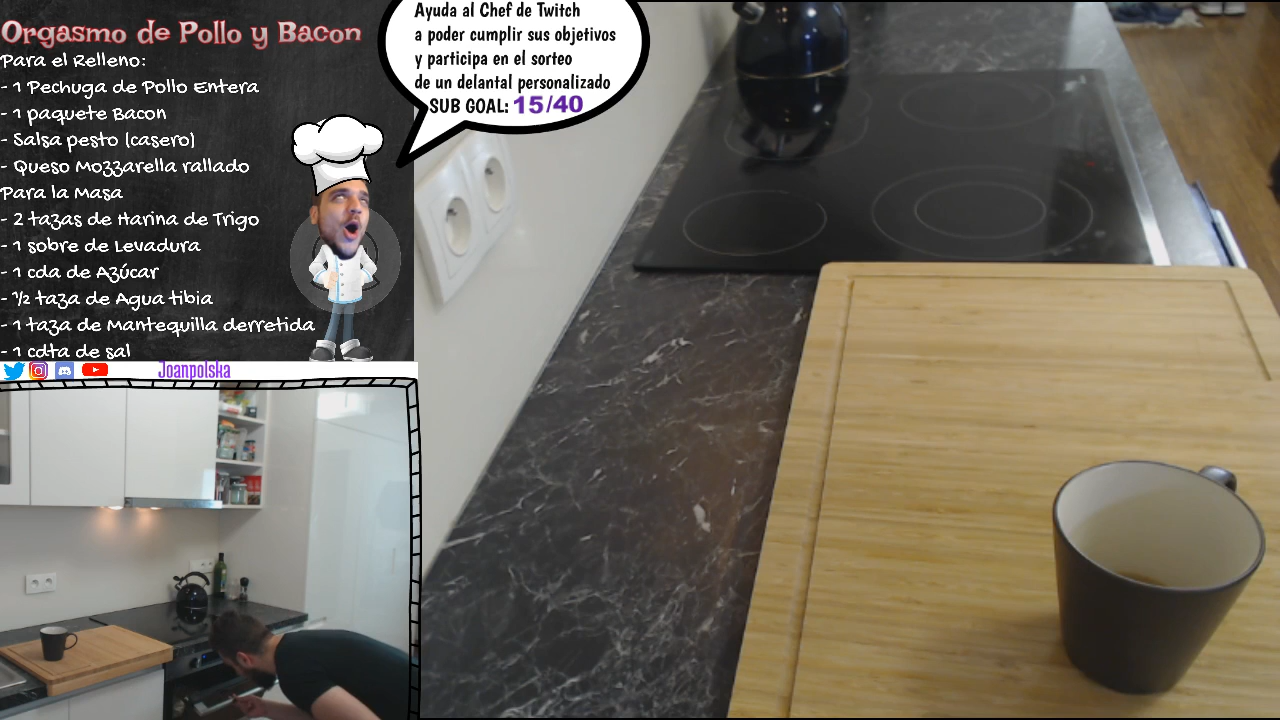 Orgasmo de Pollo y Bacon
Para el Relleno:
- 1 Pechuga de Pollo Entera
- 1 paquete Bacon
- Salsa pesto (casero)
- Queso Mozzarella rallado
Para la Masa
- 2 tazas de Harina de Trigo
- 1 sobre de Levadura
- 1 cda de Azúcar
- ½ taza de Agua tibia
- 1 taza de Mantequilla derretida
- 1 cdta de sal
Joanpolska
Ayuda al Chef de Twitch
a poder cumplir sus objetivos
y participa en el sorteo
de un delantal personalizado
SUB GOAL: 15/40